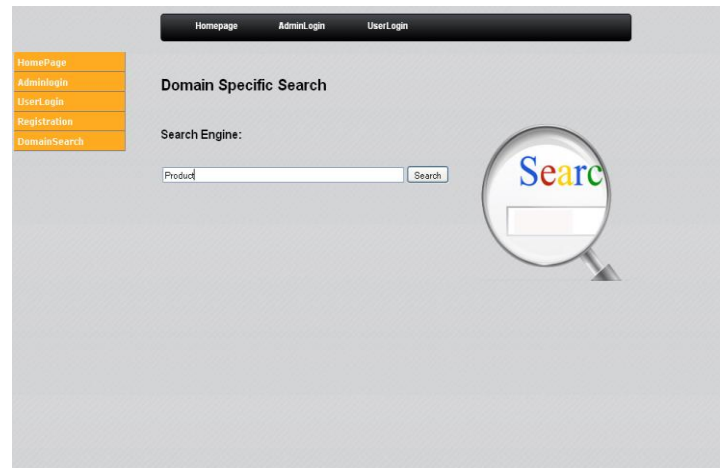 Homepage AdminLogin UserLogin
HomePage
Adminlogin
UserLogin
Registration
DomainSearch
Domain Specific Search
Search Engine:
Product Search
Searc